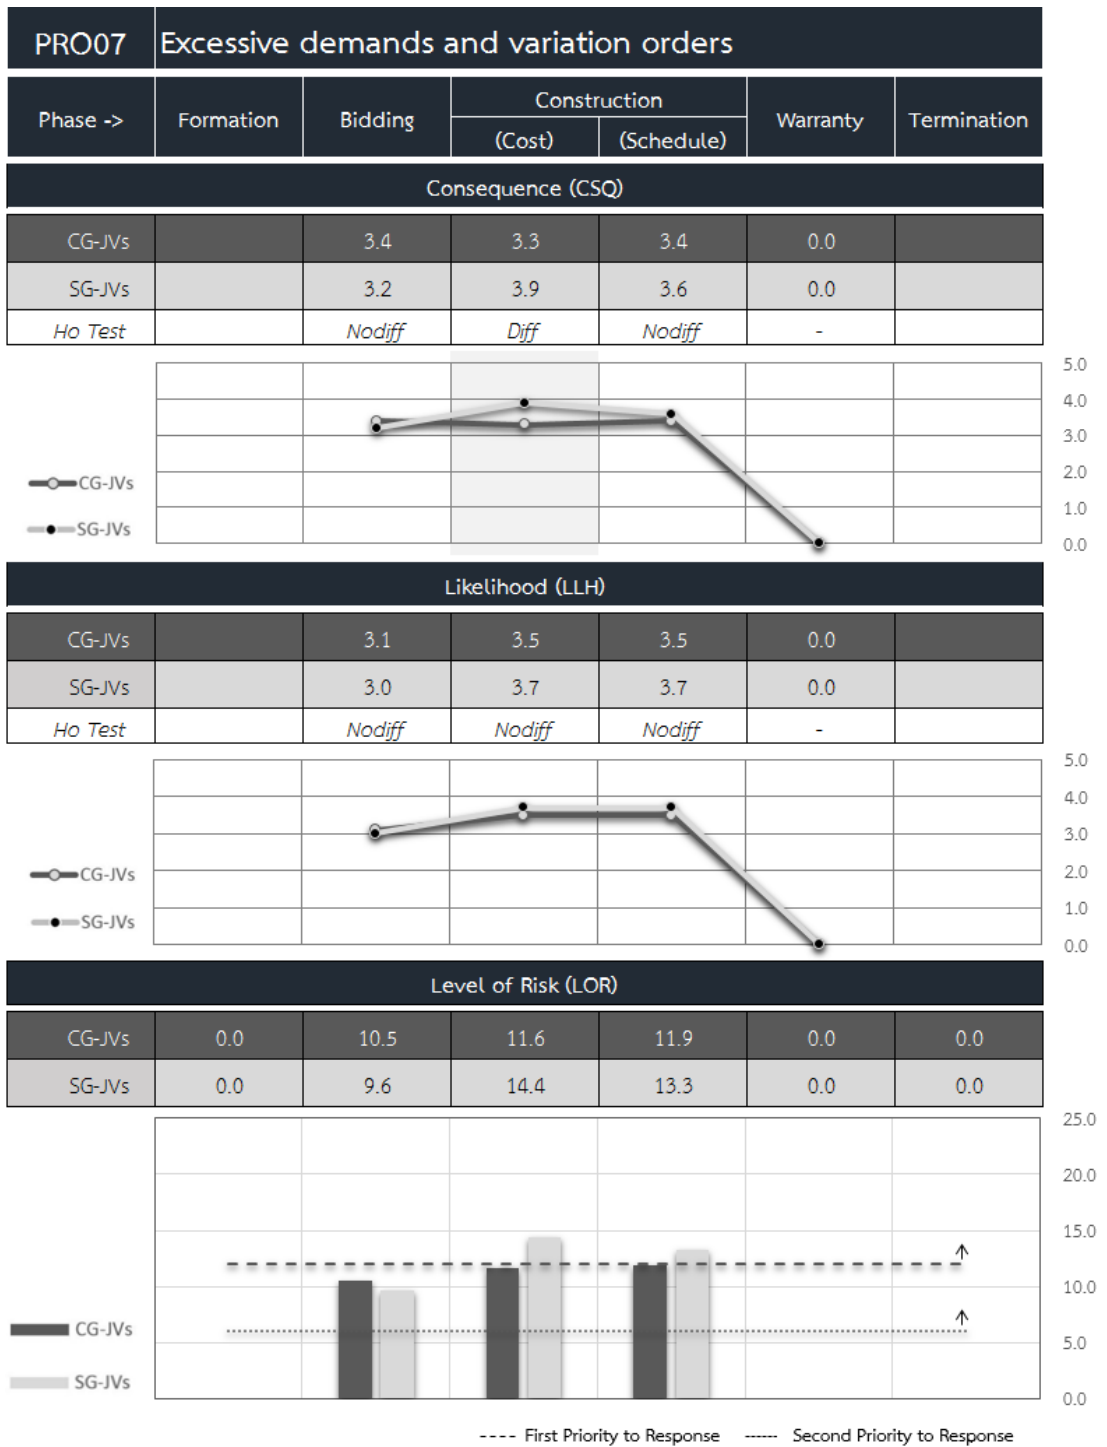 PRO07 Excessive demands and variation orders
Phase -> Formation Bidding Construction Warranty Termination
(Cost) (Schedule)
Consequence (CSQ)
CG-JVs 3.4 3.3 3.4 0.0
SG-JVs 3.2 3.9 3.6 0.0
Ho Test Nodiff Diff Nodiff -
5.0
4.0
3.0
2.0
1.0
0.0
CG-JVs
SG-JVs
Likelihood (LLH)
CG-JVs 3.1 3.5 3.5 0.0
SG-JVs 3.0 3.7 3.7 0.0
Ho Test Nodiff Nodiff Nodiff -
5.0
4.0
3.0
2.0
1.0
0.0
CG-JVs
SG-JVs
Level of Risk (LOR)
CG-JVs 0.0 10.5 11.6 11.9 0.0 0.0
SG-JVs 0.0 9.6 14.4 13.3 0.0 0.0
25.0
20.0
15.0
10.0
5.0
0.0
CG-JVs
SG-JVs
---- First Priority to Response ------ Second Priority to Response